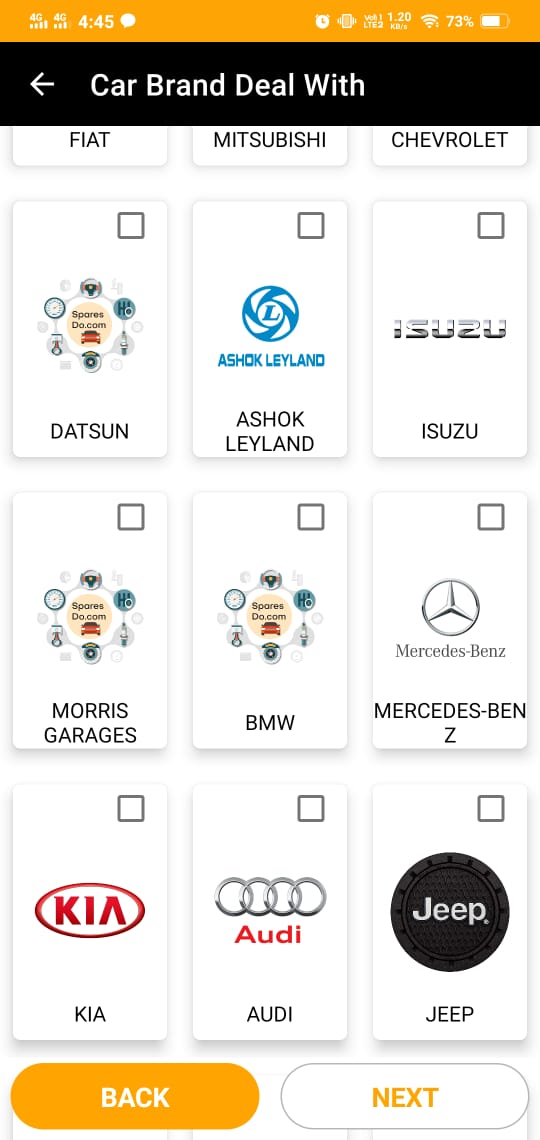 4G 4G 4:45 VoLTE2 1.20 KB/s 73%
Car Brand Deal With
FIAT MITSUBISHI CHEVROLET
Spares
Do.com
ASHOK LEYLAND
ISUZU
DATSUN
ASHOK
LEYLAND
ISUZU
Spares
Do.com
Spares
Do.com
Mercedes-Benz
MORRIS
GARAGES
BMW
MERCEDES-BEN
Z
KIA
Audi
Jeep
KIA
AUDI
JEEP
BACK
NEXT